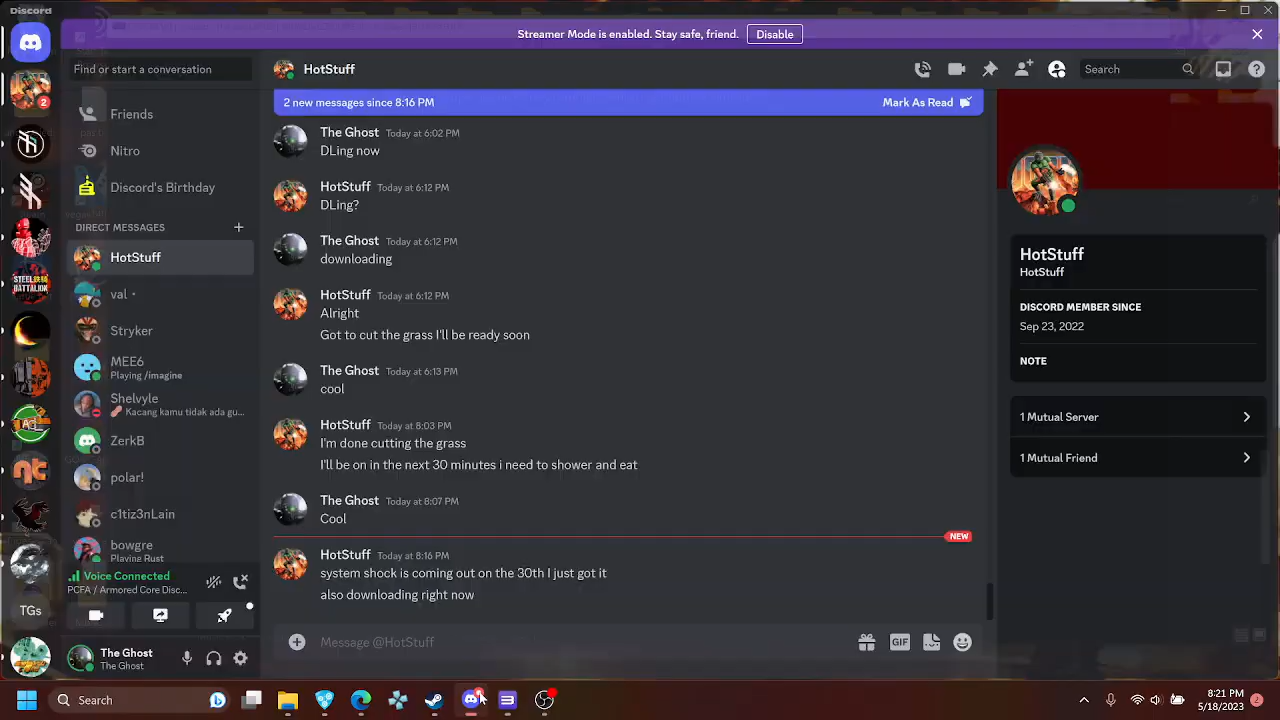 Discord
Streamer Mode is enabled. Stay safe, friend.
Disable
Find or start a conversation
HotStuff
Search
2
Friends
Nitro
Discord's Birthday
DIRECT MESSAGES
HotStuff
val
Stryker
MEE6
Playing /imagine
Shelvyle
Kacang kamu tidak ada gu...
ZerkB
polar!
c1tiz3nLain
bowgre
Playing Rust
STEEL
BATTALION
TGs
Voice Connected
PCFA / Armored Core Disc...
The Ghost
The Ghost
2 new messages since 8:16 PM
Mark As Read
The Ghost Today at 6:02 PM
DLing now
HotStuff Today at 6:12 PM
DLing?
The Ghost Today at 6:12 PM
downloading
HotStuff Today at 6:12 PM
Alright
Got to cut the grass I'll be ready soon
The Ghost Today at 6:13 PM
cool
HotStuff Today at 8:03 PM
I'm done cutting the grass
I'll be on in the next 30 minutes i need to shower and eat
The Ghost Today at 8:07 PM
Cool
NEW
HotStuff Today at 8:16 PM
system shock is coming out on the 30th I just got it
also downloading right now
Message @HotStuff
GIF
HotStuff
HotStuff
DISCORD MEMBER SINCE
Sep 23, 2022
NOTE
1 Mutual Server
1 Mutual Friend
Search
8:21 PM
5/18/2023
2